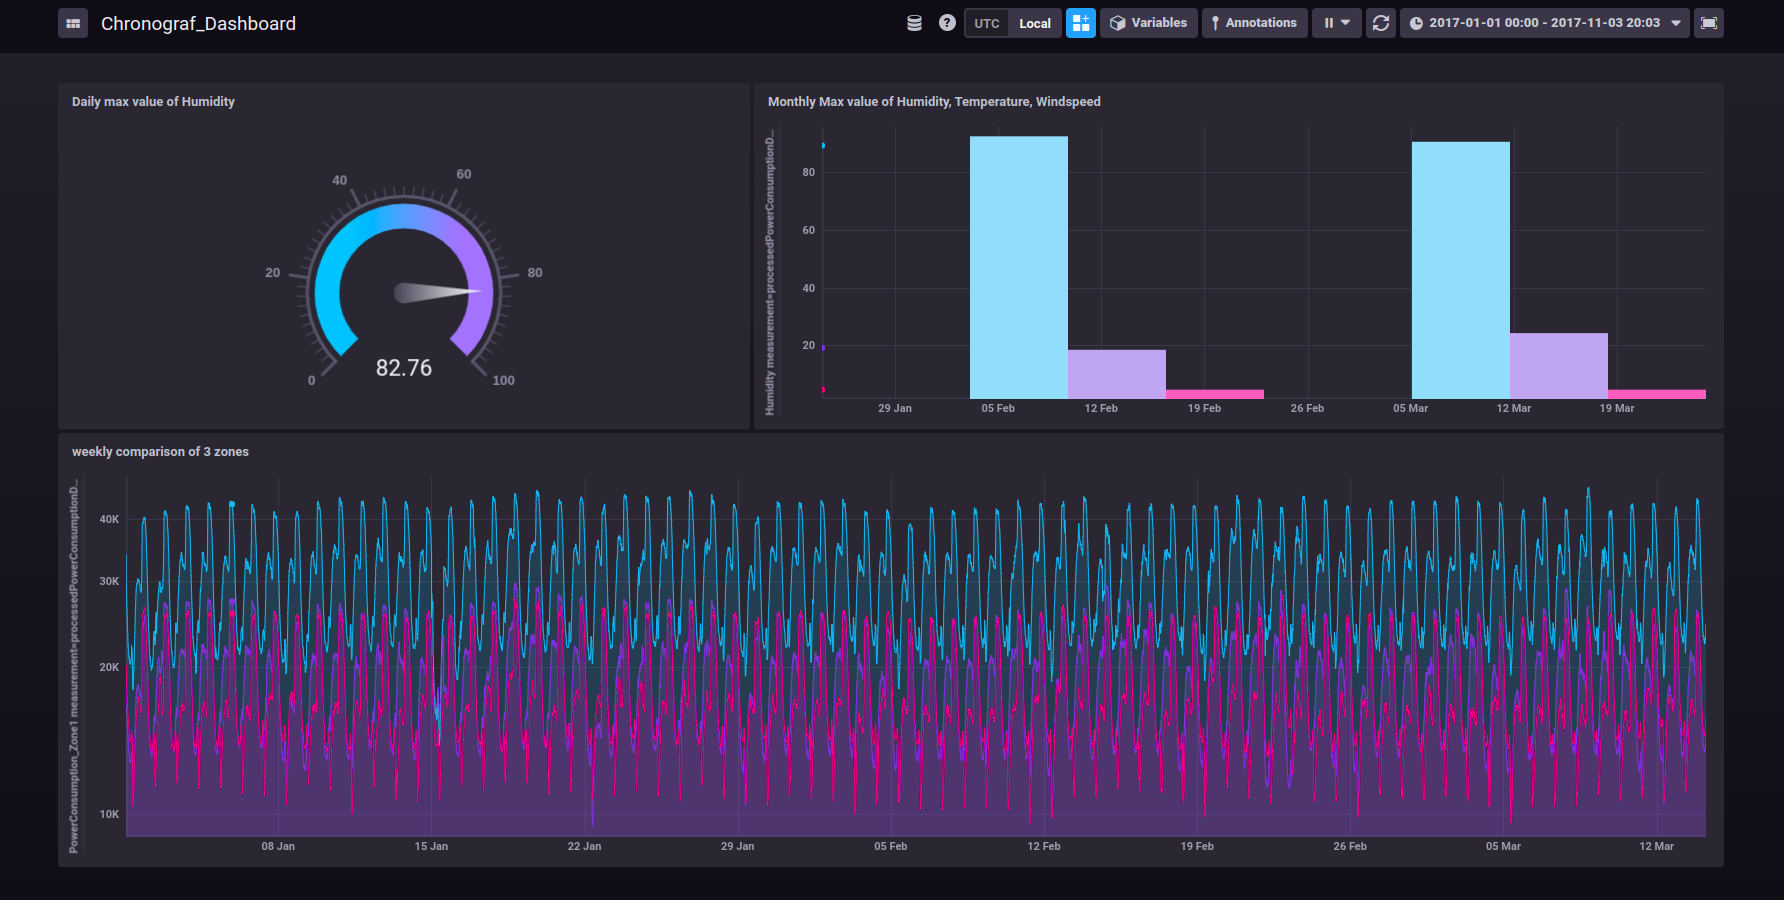 Chronograf_Dashboard
UTC Local Variables Annotations 2017-01-01 00:00 - 2017-11-03 20:03
Daily max value of Humidity
0 20 40 60 80 100
82.76
Monthly Max value of Humidity, Temperature, Windspeed
Humidity measurement=processedPowerConsumptionD...
80
60
40
20
29 Jan 05 Feb 12 Feb 19 Feb 26 Feb 05 Mar 12 Mar 19 Mar
weekly comparison of 3 zones
PowerConsumption_Zone1 measurement=processedPowerConsumptionD...
40K
30K
20K
10K
08 Jan 15 Jan 22 Jan 29 Jan 05 Feb 12 Feb 19 Feb 26 Feb 05 Mar 12 Mar